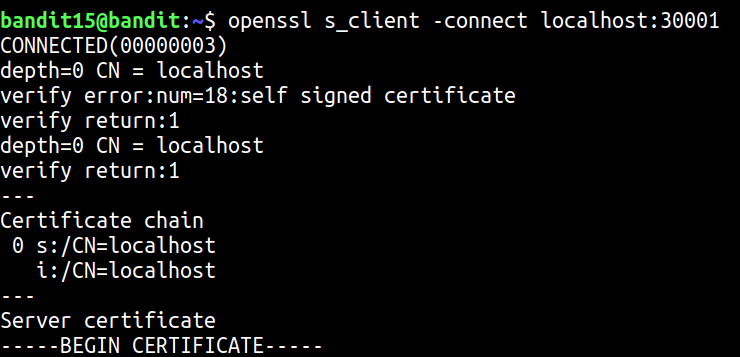 bandit15@bandit:~$ openssl s_client -connect localhost:30001
CONNECTED(00000003)
depth=0 CN = localhost
verify error:num=18:self signed certificate
verify return:1
depth=0 CN = localhost
verify return:1
---
Certificate chain
 0 s:/CN=localhost
   i:/CN=localhost
---
Server certificate
-----BEGIN CERTIFICATE-----